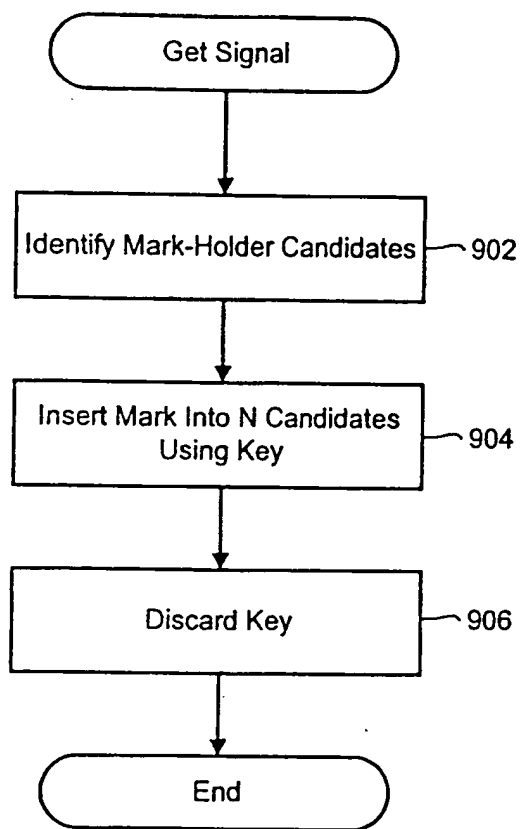 Get Signal
Identify Mark-Holder Candidates
902
Insert Mark Into N Candidates
Using Key
904
Discard Key
906
End